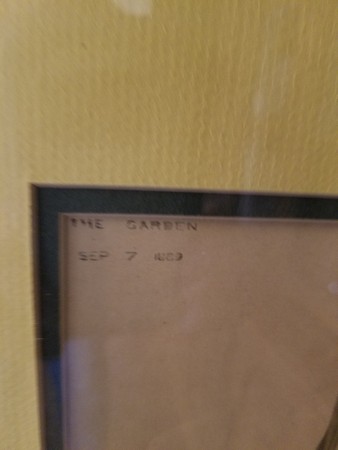 THE GARDEN
SEP 7